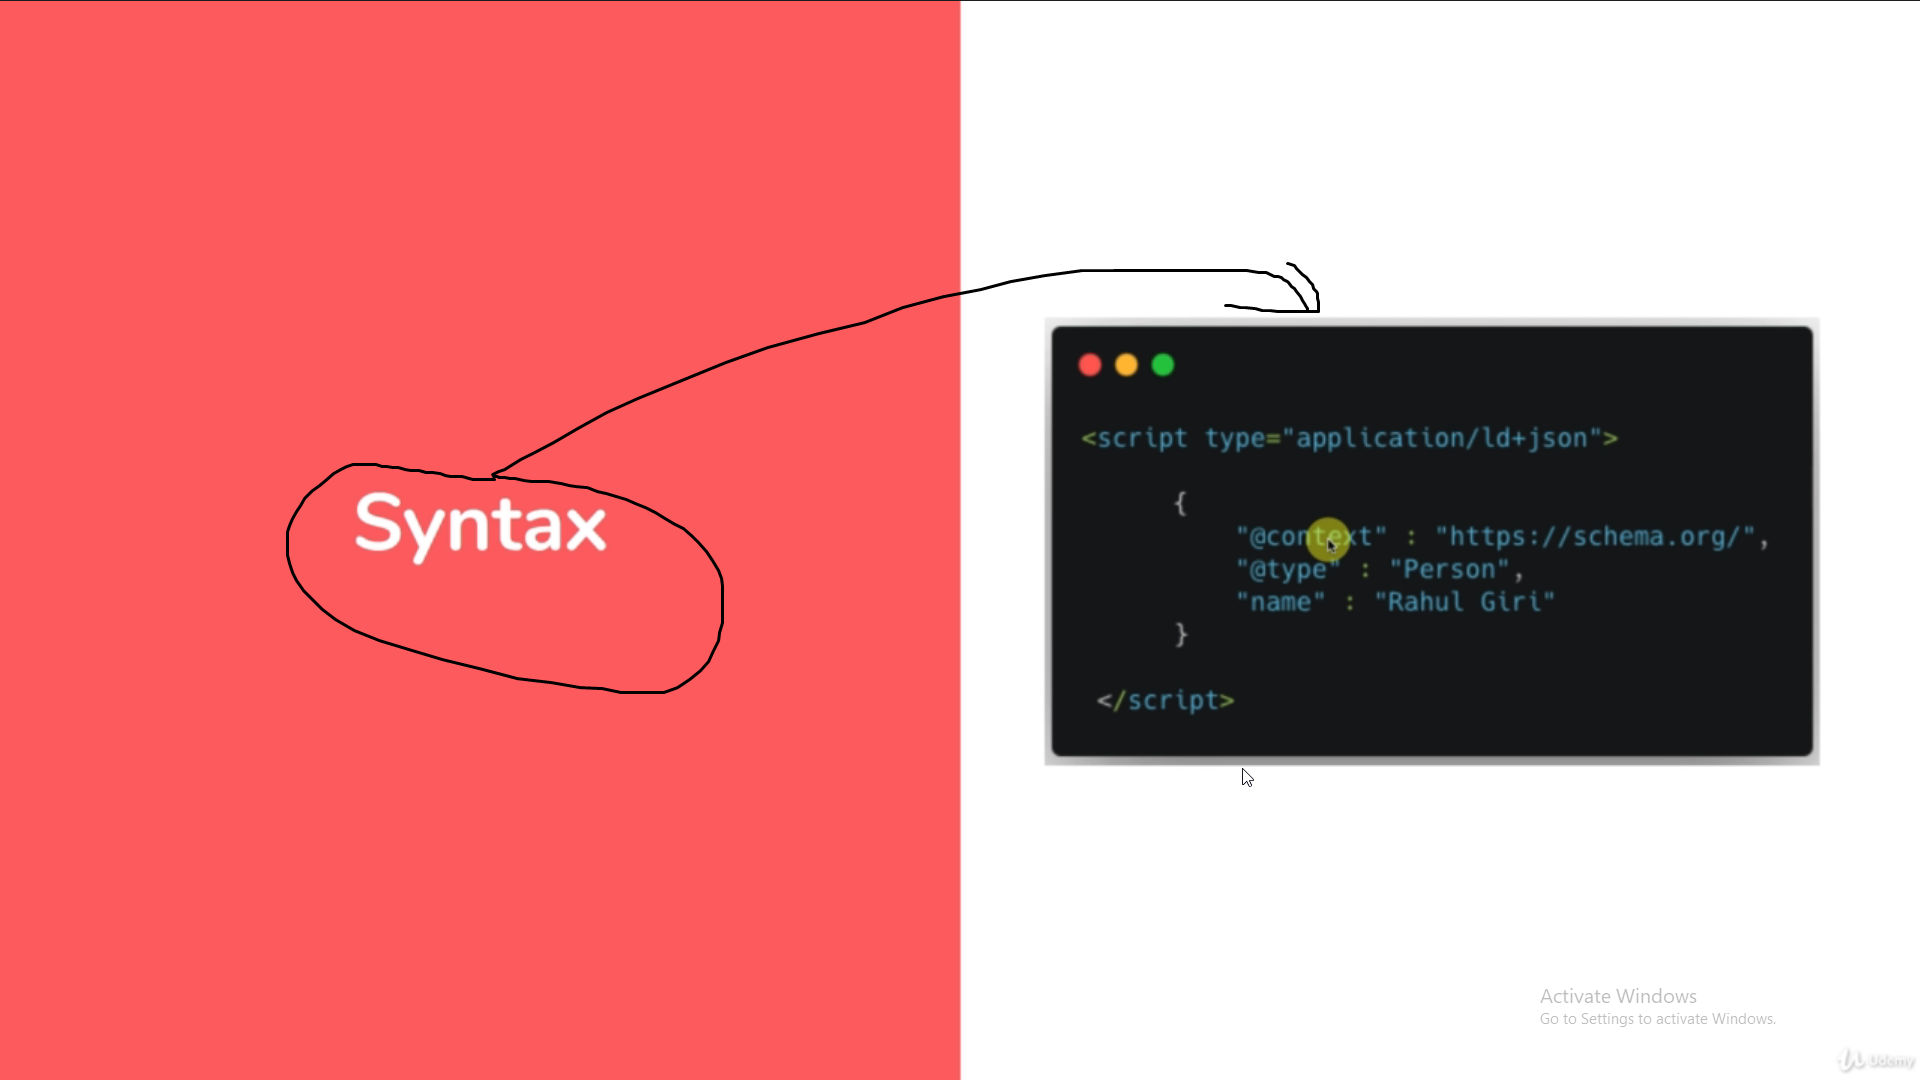 Syntax
<script type="application/ld+json">
{
"@context" : "https://schema.org/",
"@type" : "Person",
"name" : "Rahul Giri"
}
</script>
Activate Windows
Go to Settings to activate Windows.
Udemy